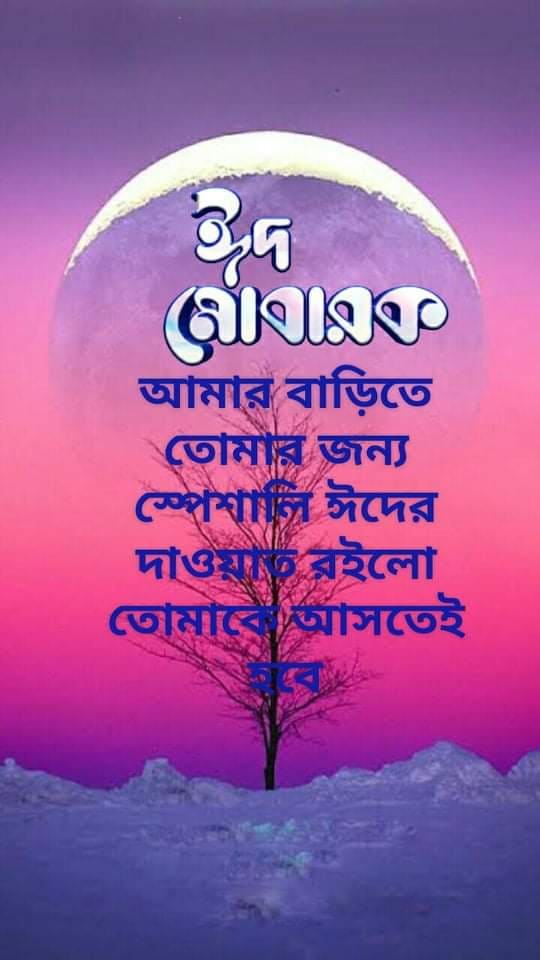 ঈদ
মোবারক
আমার বাড়িতে
তোমার জন্য
স্পেশালি ঈদের
দাওয়াত রইলো
তোমাকে আসতেই
হবে